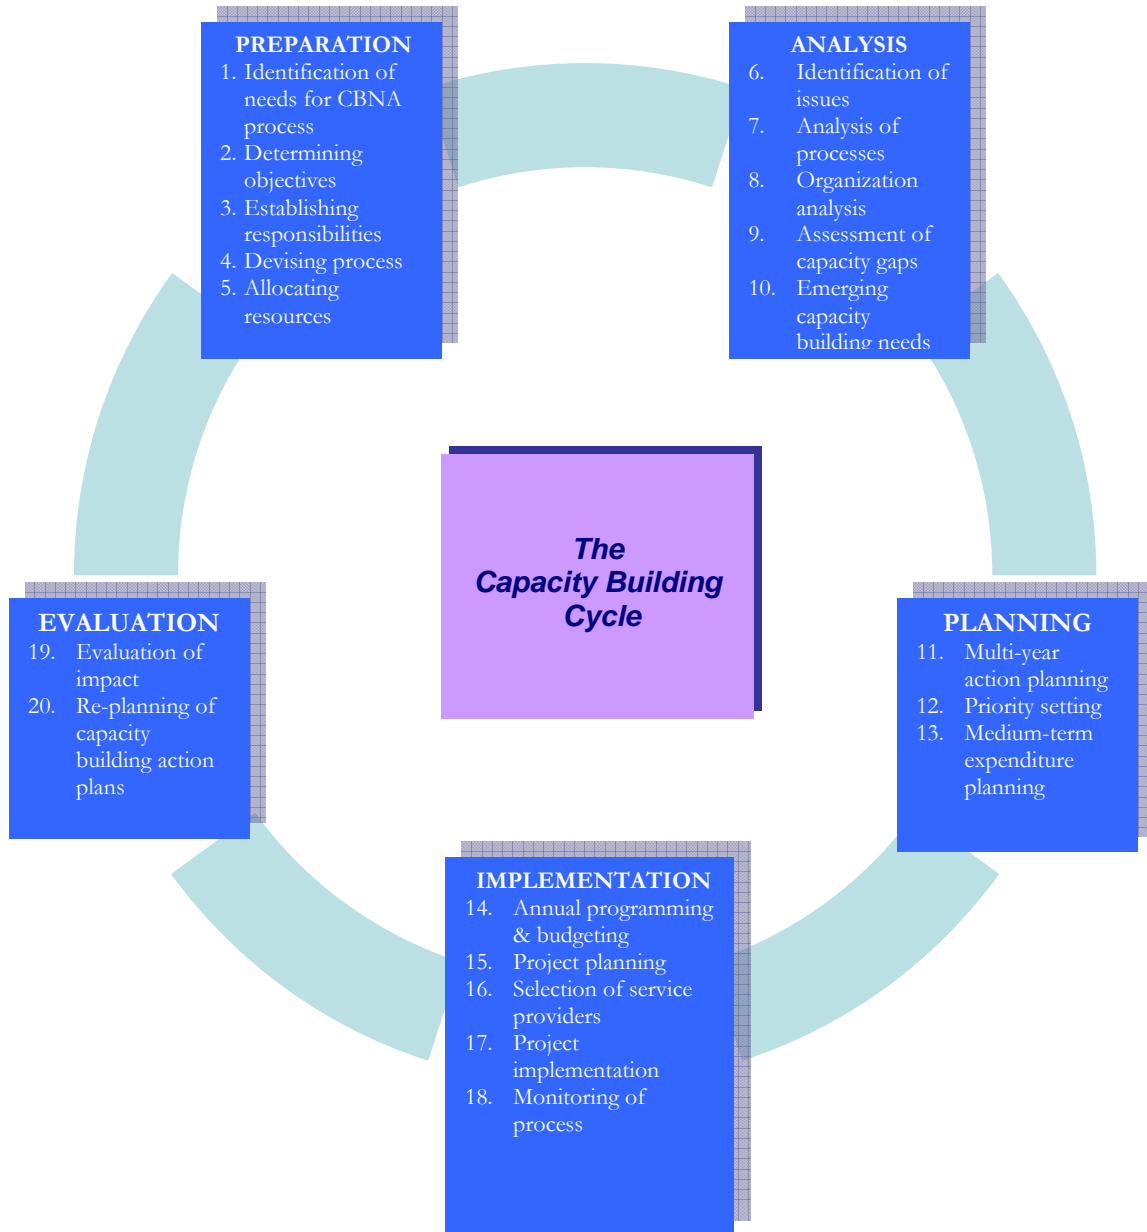 PREPARATION
1. Identification of
needs for CBNA
process
2. Determining
objectives
3. Establishing
responsibilities
4. Devising process
5. Allocating
resources
ANALYSIS
6. Identification of
issues
7. Analysis of
processes
8. Organization
analysis
9. Assessment of
capacity gaps
10. Emerging
capacity
building needs
The
Capacity Building
Cycle
EVALUATION
19. Evaluation of
impact
20. Re-planning of
capacity
building action
plans
PLANNING
11. Multi-year
action planning
12. Priority setting
13. Medium-term
expenditure
planning
IMPLEMENTATION
14. Annual programming
& budgeting
15. Project planning
16. Selection of service
providers
17. Project
implementation
18. Monitoring of
process